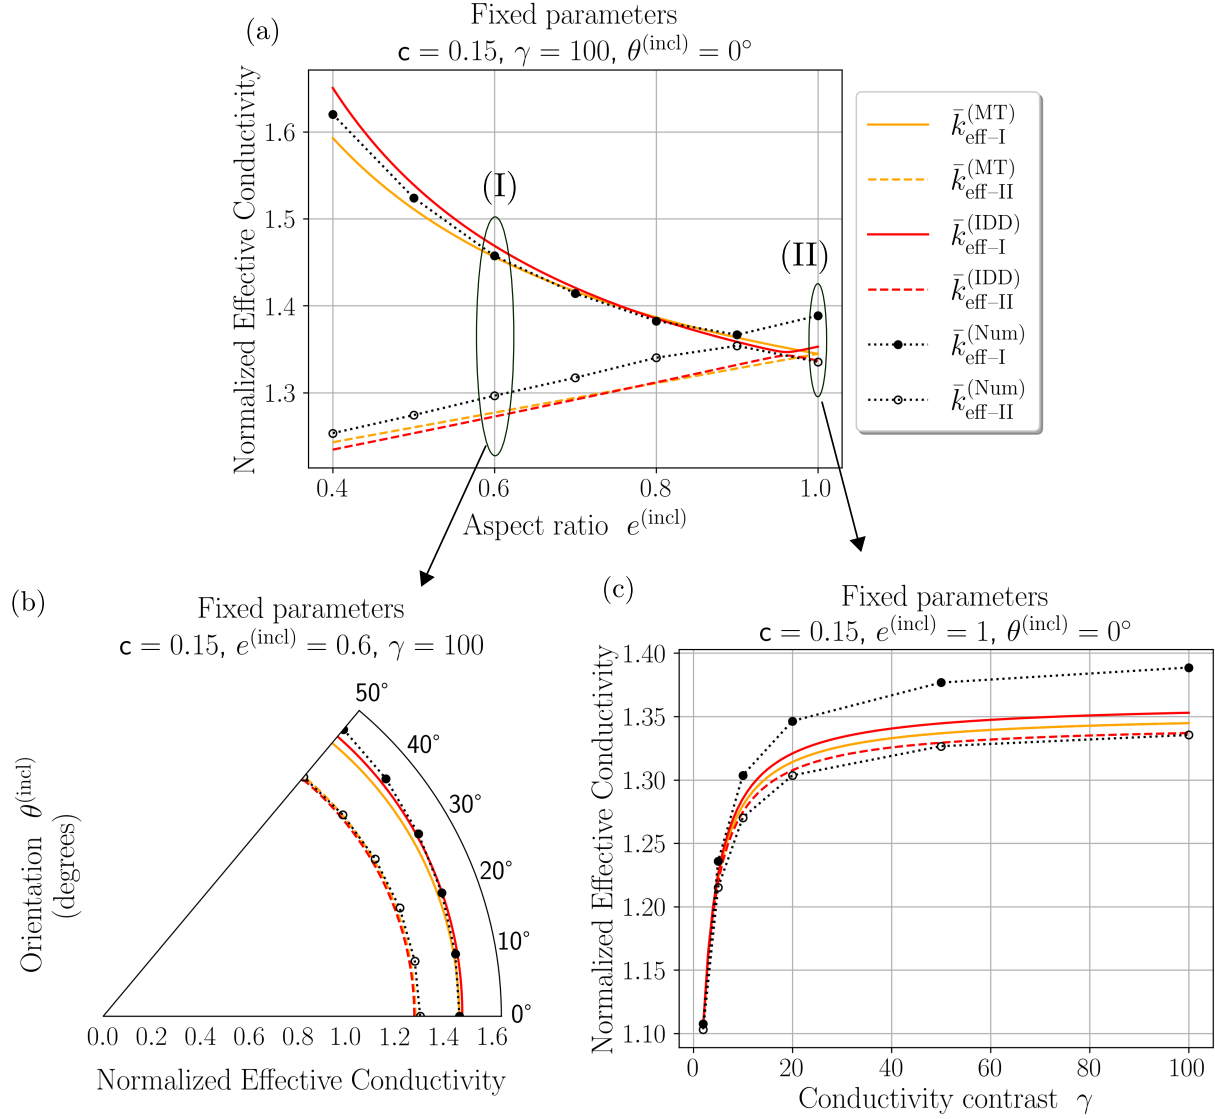 (a)
Fixed parameters
c = 0.15, γ = 100, θ^(incl) = 0°
Normalized Effective Conductivity
1.6
1.5
1.4
1.3
(I)
(II)
0.4 0.6 0.8 1.0
Aspect ratio e^(incl)
k̄_eff−I^(MT)
k̄_eff−II^(MT)
k̄_eff−I^(IDD)
k̄_eff−II^(IDD)
k̄_eff−I^(Num)
k̄_eff−II^(Num)
(b)
Fixed parameters
c = 0.15, e^(incl) = 0.6, γ = 100
50°
40°
30°
20°
10°
0°
Orientation θ^(incl)
(degrees)
0.0 0.2 0.4 0.6 0.8 1.0 1.2 1.4 1.6
Normalized Effective Conductivity
(c)
Fixed parameters
c = 0.15, e^(incl) = 1, θ^(incl) = 0°
Normalized Effective Conductivity
1.40
1.35
1.30
1.25
1.20
1.15
1.10
0 20 40 60 80 100
Conductivity contrast γ